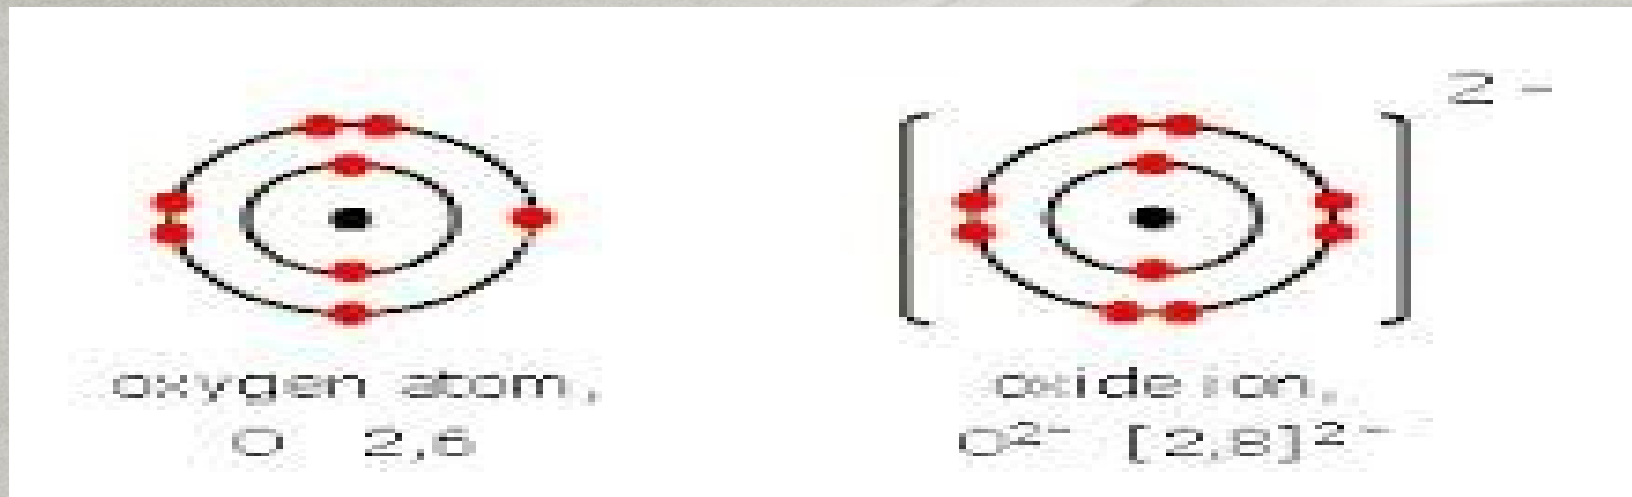 2-
oxygen atom,
O 2,6
oxide ion,
O²⁻ [2,8]²⁻